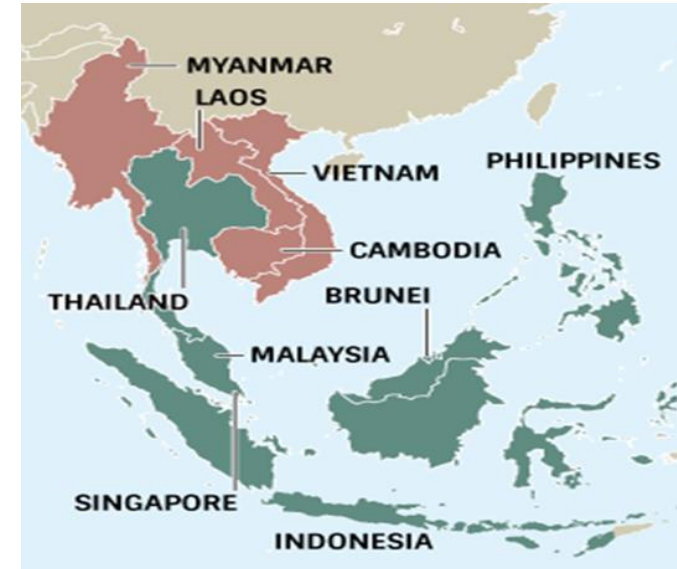 MYANMAR
LAOS
PHILIPPINES
VIETNAM
CAMBODIA
THAILAND
BRUNEI
MALAYSIA
SINGAPORE
INDONESIA